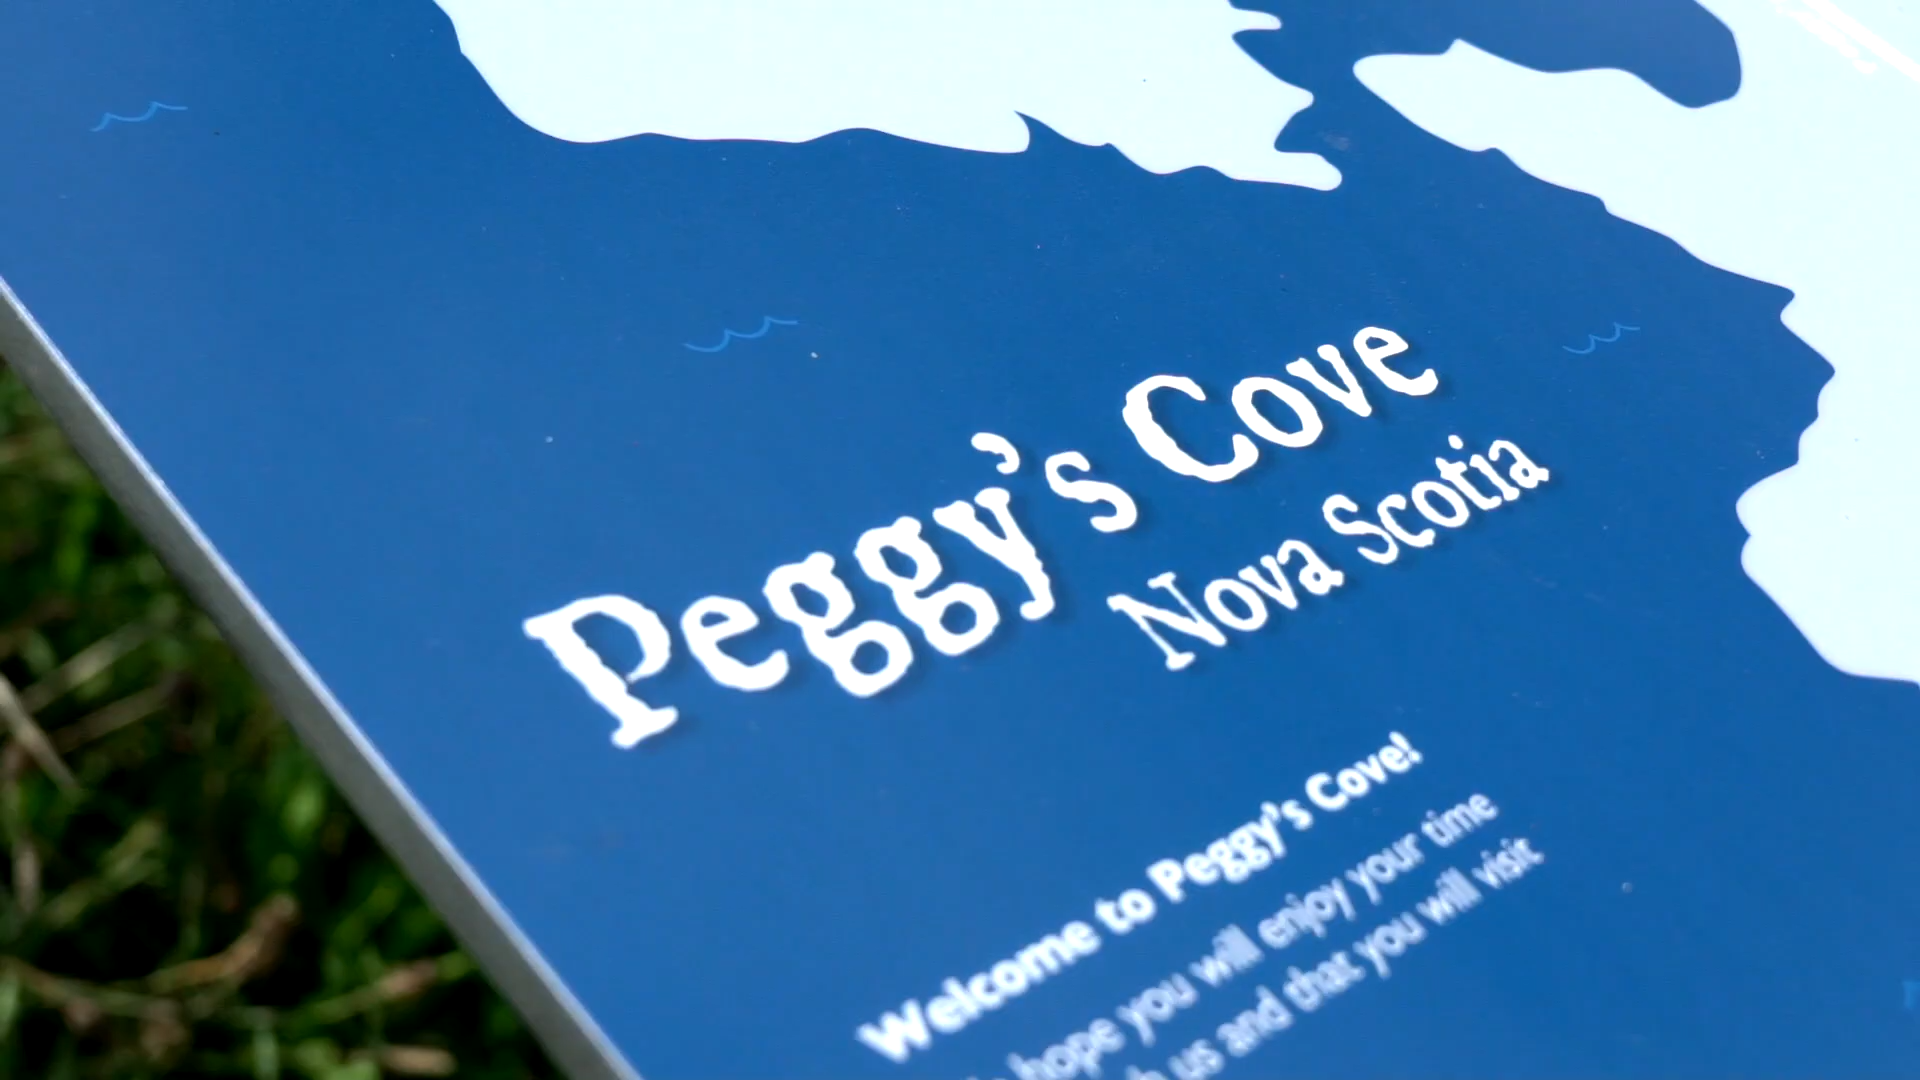 Peggy's Cove
Nova Scotia
Welcome to Peggy's Cove!
hope you will enjoy your time
us and that you will visit